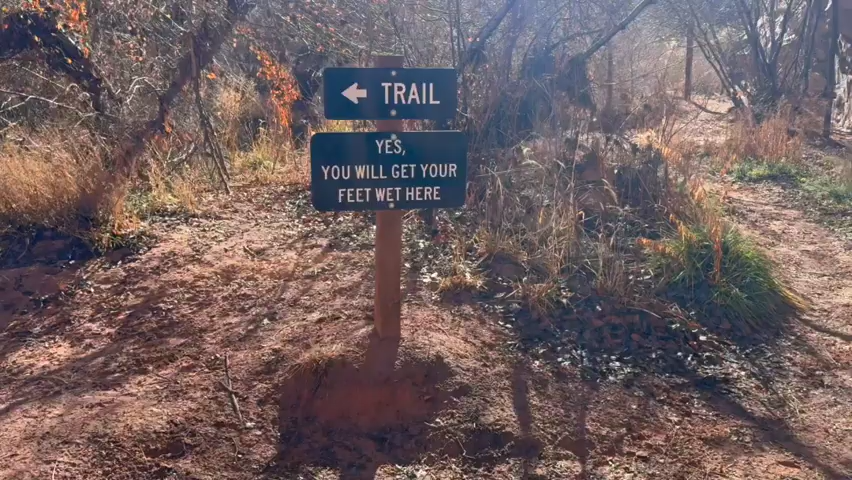 ← TRAIL
YES,
YOU WILL GET YOUR
FEET WET HERE